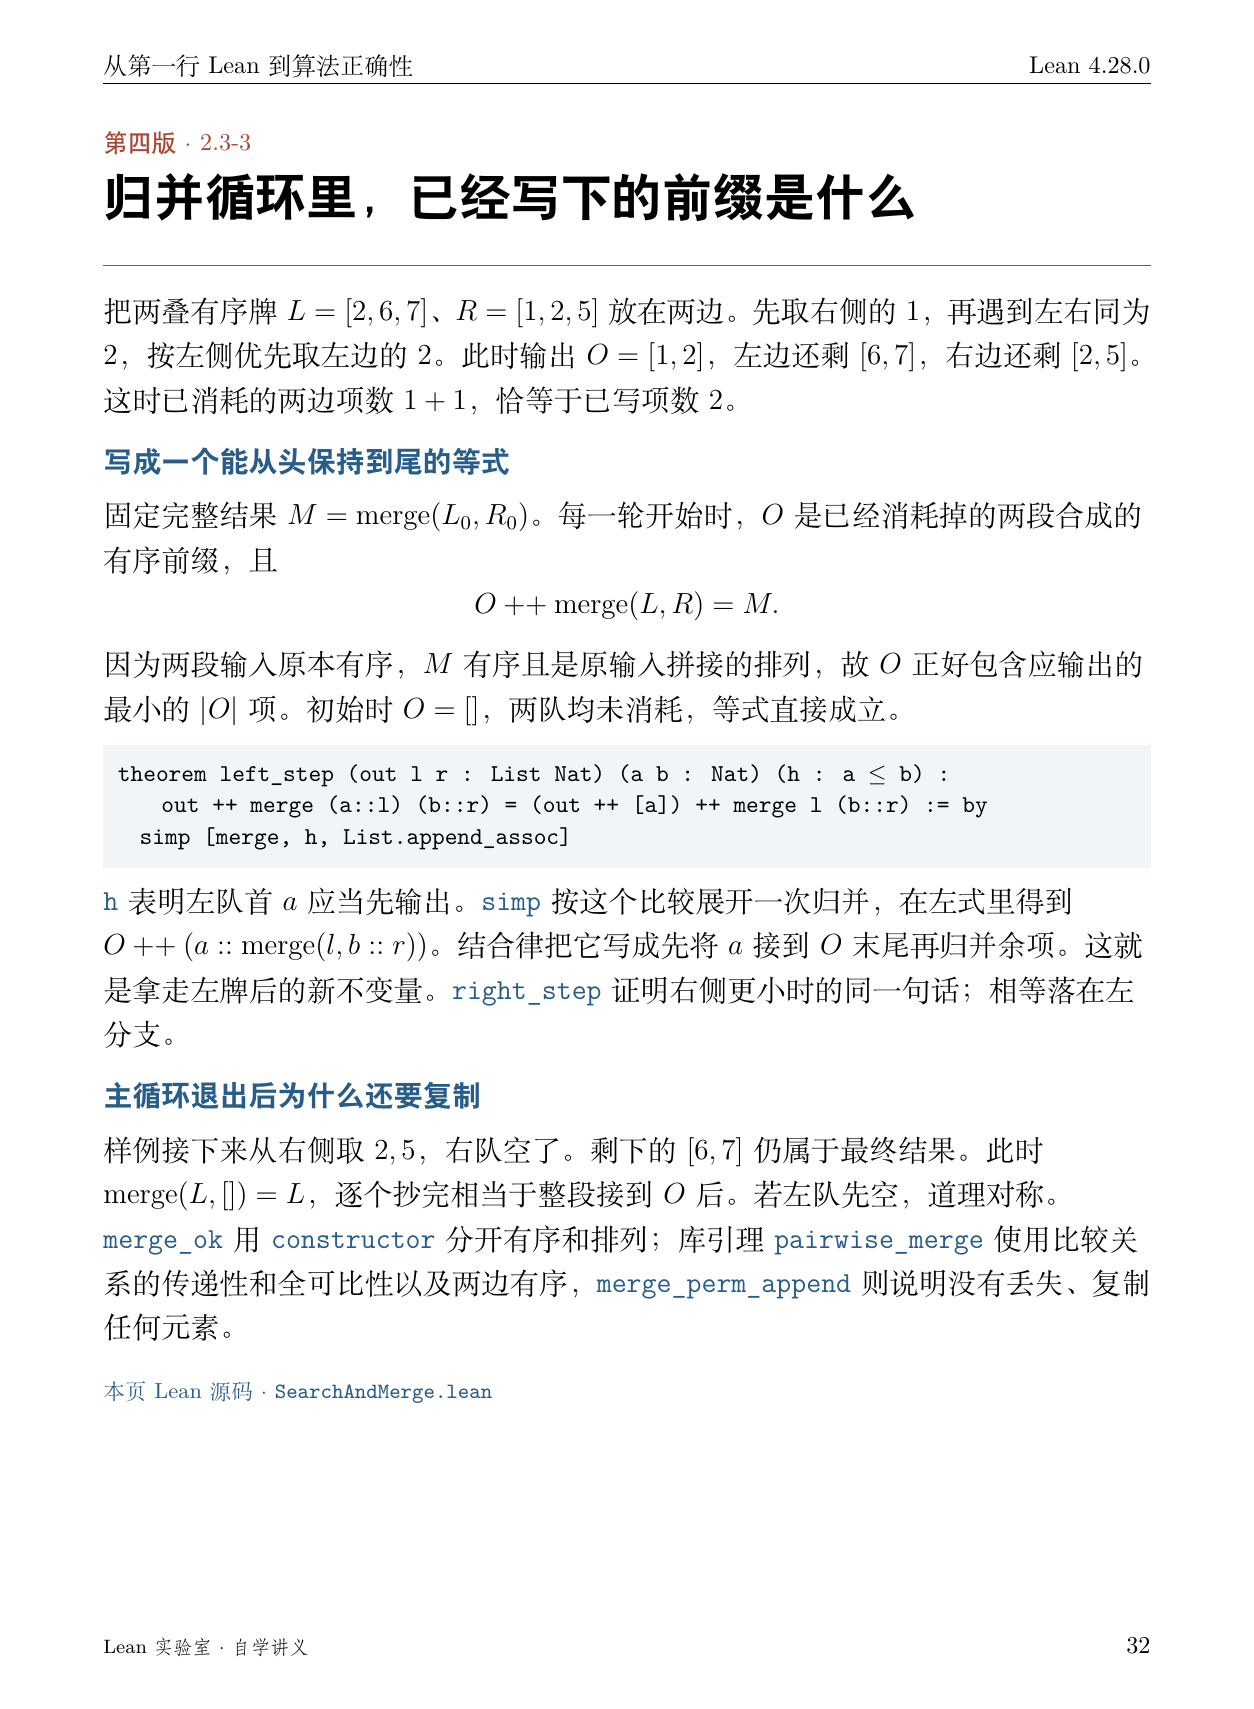 从第一行 Lean 到算法正确性
Lean 4.28.0
第四版 · 2.3-3
归并循环里，已经写下的前缀是什么
把两叠有序牌 L = [2, 6, 7]、R = [1, 2, 5] 放在两边。先取右侧的 1，再遇到左右同为
2，按左侧优先取左边的 2。此时输出 O = [1, 2]，左边还剩 [6, 7]，右边还剩 [2, 5]。
这时已消耗的两边项数 1 + 1，恰等于已写项数 2。
写成一个能从头保持到尾的等式
固定完整结果 M = merge(L₀, R₀)。每一轮开始时，O 是已经消耗掉的两段合成的
有序前缀，且
O ++ merge(L, R) = M.
因为两段输入原本有序，M 有序且是原输入拼接的排列，故 O 正好包含应输出的
最小的 |O| 项。初始时 O = []，两队均未消耗，等式直接成立。
theorem left_step (out l r : List Nat) (a b : Nat) (h : a ≤ b) :
out ++ merge (a::l) (b::r) = (out ++ [a]) ++ merge l (b::r) := by
simp [merge, h, List.append_assoc]
h 表明左队首 a 应当先输出。simp 按这个比较展开一次归并，在左式里得到
O ++ (a :: merge(l, b :: r))。结合律把它写成先将 a 接到 O 末尾再归并余项。这就
是拿走左牌后的新不变量。right_step 证明右侧更小时的同一句话；相等落在左
分支。
主循环退出后为什么还要复制
样例接下来从右侧取 2, 5，右队空了。剩下的 [6, 7] 仍属于最终结果。此时
merge(L, []) = L，逐个抄完相当于整段接到 O 后。若左队先空，道理对称。
merge_ok 用 constructor 分开有序和排列；库引理 pairwise_merge 使用比较关
系的传递性和全可比性以及两边有序，merge_perm_append 则说明没有丢失、复制
任何元素。
本页 Lean 源码 · SearchAndMerge.lean
Lean 实验室 · 自学讲义
32